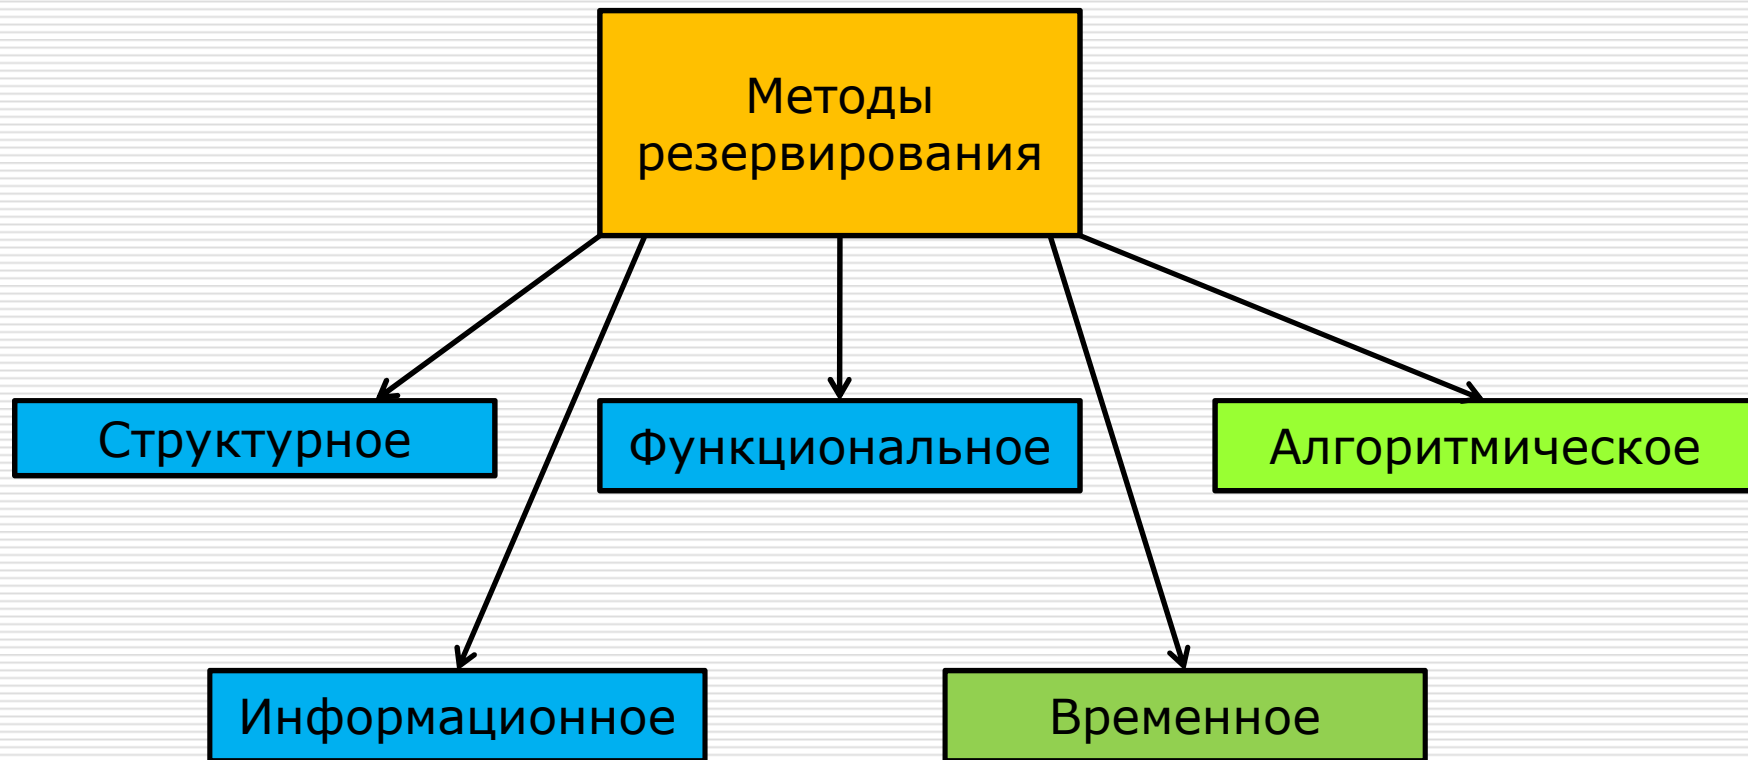 Методы
резервирования
Структурное
Функциональное
Алгоритмическое
Информационное
Временное